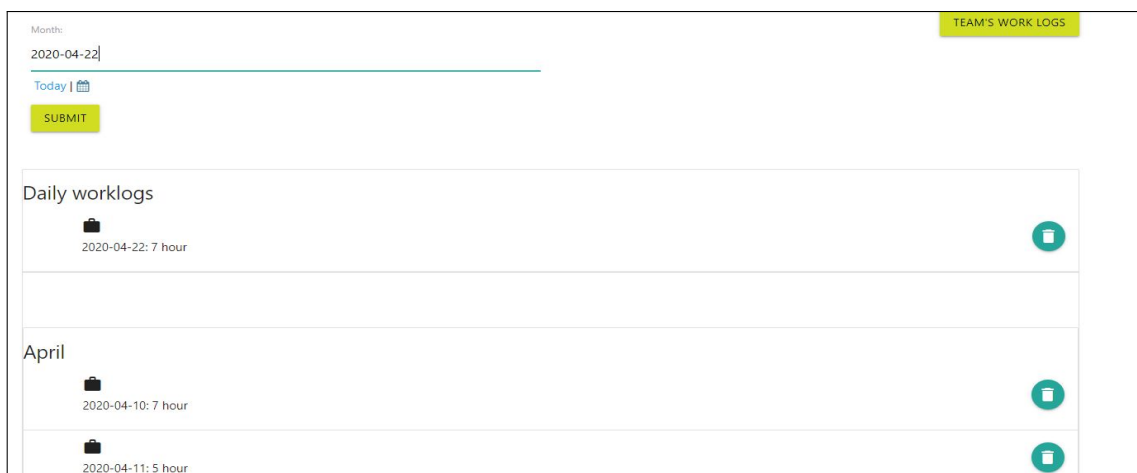 TEAM'S WORK LOGS
Month:
2020-04-22
Today |
SUBMIT
Daily worklogs
2020-04-22: 7 hour
April
2020-04-10: 7 hour
2020-04-11: 5 hour